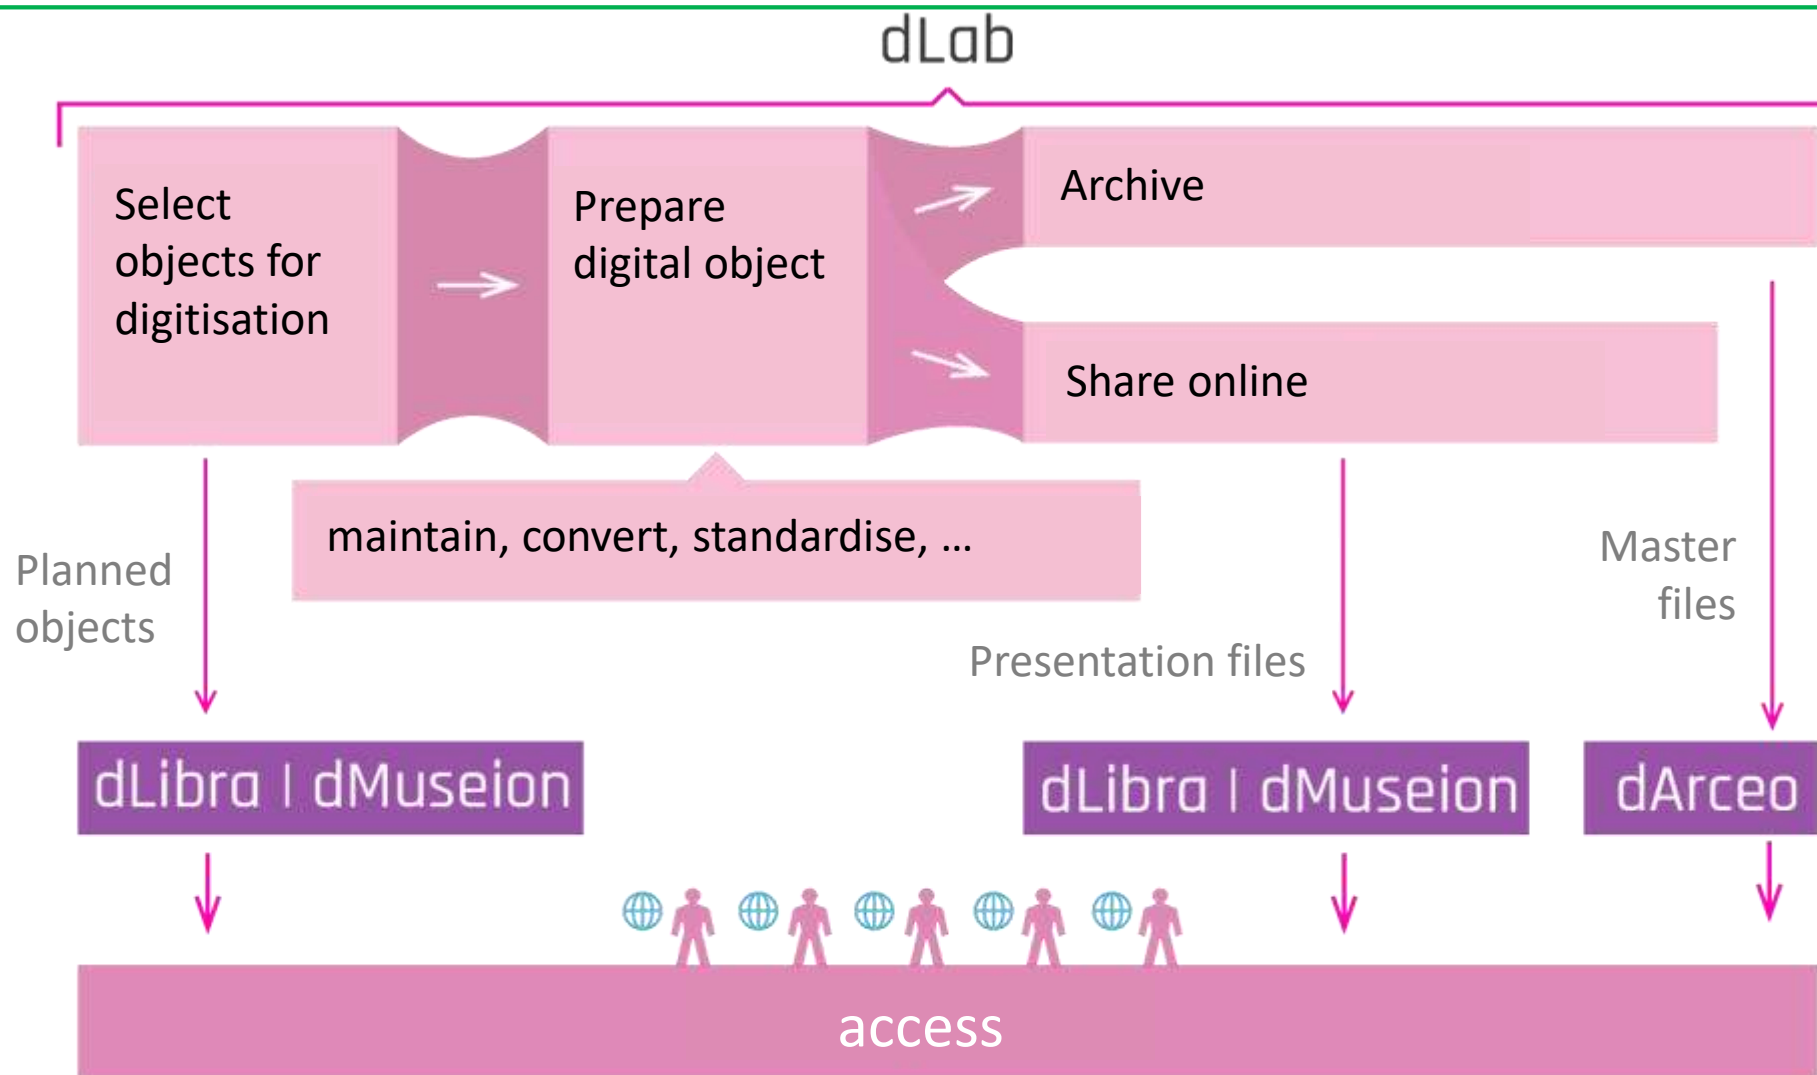 dLab
Select
objects for
digitisation
Prepare
digital object
Archive
Share online
maintain, convert, standardise, ...
Planned
objects
Presentation files
Master
files
dLibra | dMuseion
dLibra | dMuseion
dArceo
access